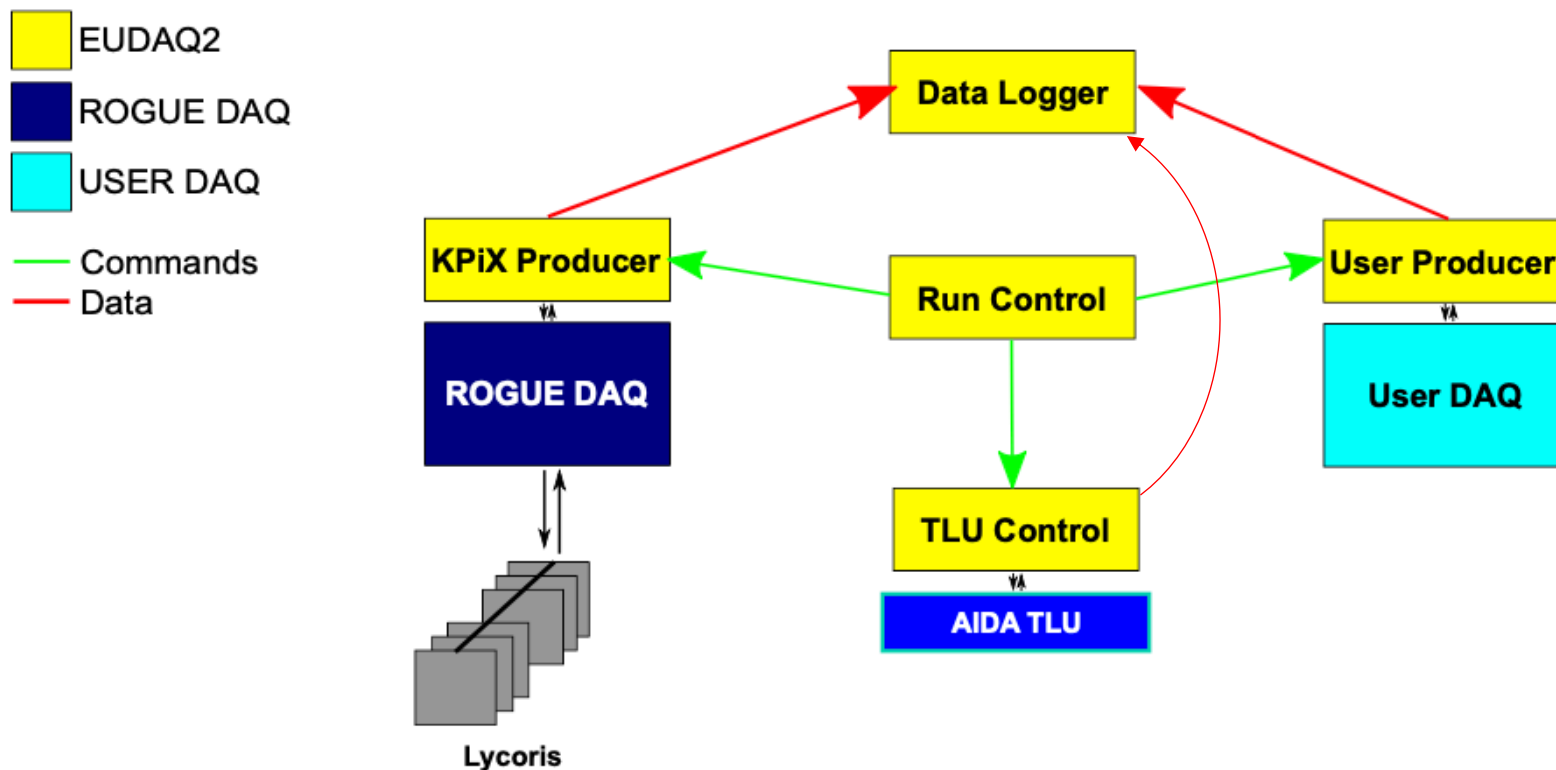 EUDAQ2
ROGUE DAQ
USER DAQ
Commands
Data
Data Logger
KPiX Producer
Run Control
User Producer
ROGUE DAQ
User DAQ
TLU Control
AIDA TLU
Lycoris